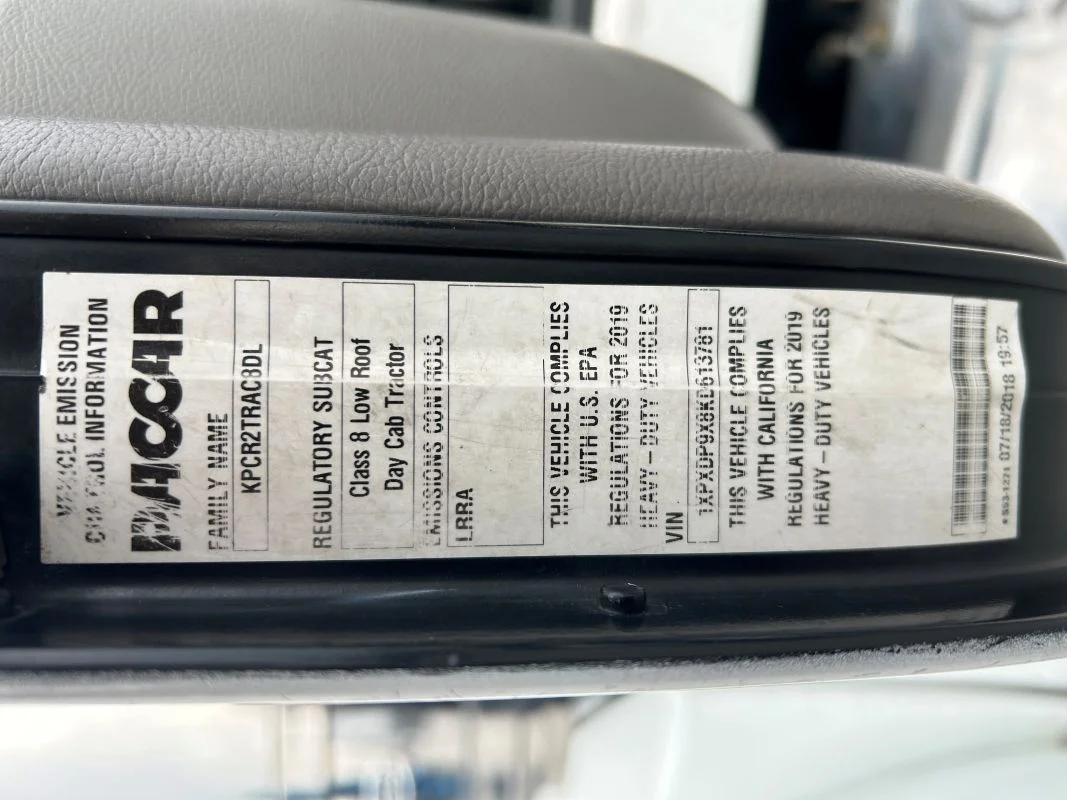 VEHICLE EMISSION
CONTROL INFORMATION
PACCAR
FAMILY NAME
KPCR2TRAC8DL
REGULATORY SUBCAT
Class 8 Low Roof
Day Cab Tractor
EMISSIONS CONTROLS
LRRA
THIS VEHICLE COMPLIES
WITH U.S. EPA
REGULATIONS FOR 2019
HEAVY-DUTY VEHICLES
VIN
1XPXDP9X8KD613781
THIS VEHICLE COMPLIES
WITH CALIFORNIA
REGULATIONS FOR 2019
HEAVY-DUTY VEHICLES
07/18/2018 19:57